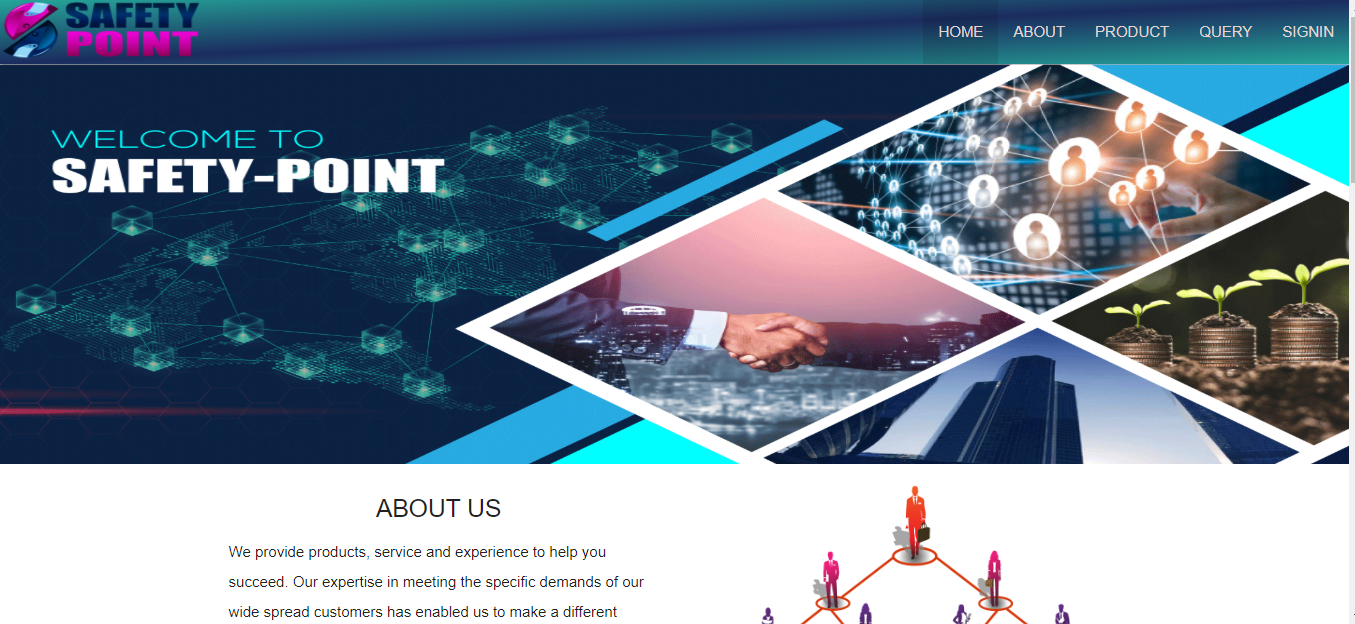 SAFETY
POINT
HOME ABOUT PRODUCT QUERY SIGNIN
WELCOME TO
SAFETY-POINT
ABOUT US
We provide products, service and experience to help you
succeed. Our expertise in meeting the specific demands of our
wide spread customers has enabled us to make a different